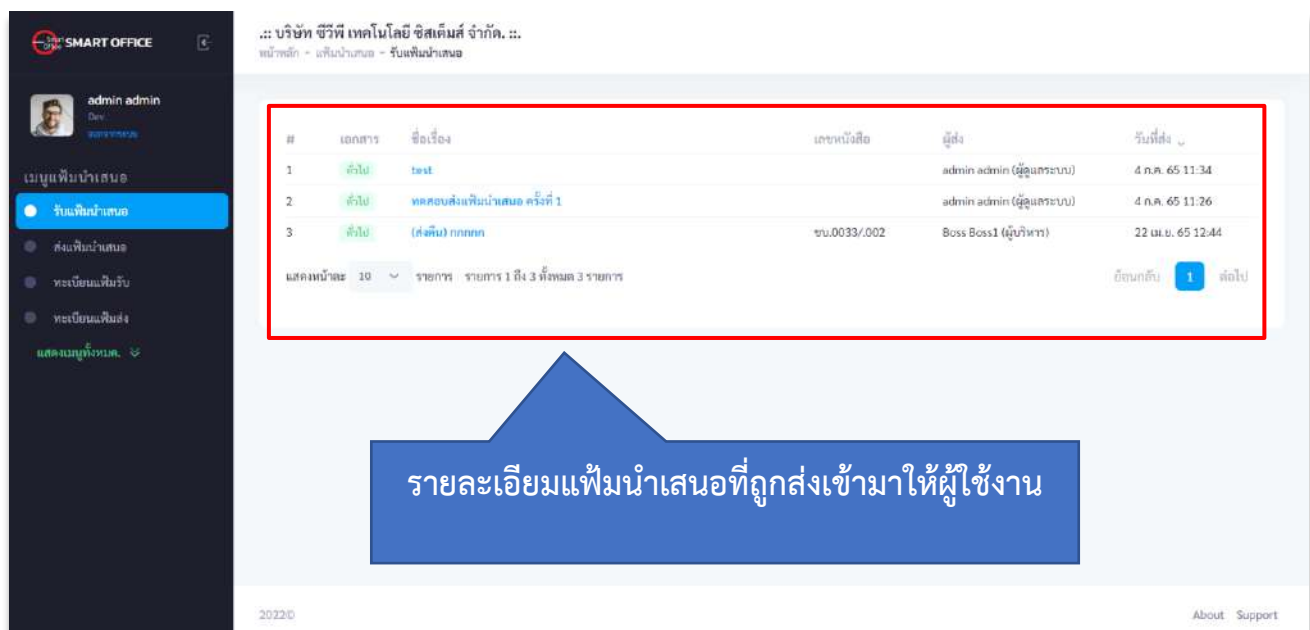 SMART OFFICE
.:: บริษัท ซีวีพี เทคโนโลยี ซิสเต็มส์ จำกัด. ::.
หน้าหลัก - แฟ้มนำเสนอ - รับแฟ้มนำเสนอ
admin admin
Dev
ออกจากระบบ
เมนูแฟ้มนำเสนอ
รับแฟ้มนำเสนอ
ส่งแฟ้มนำเสนอ
ทะเบียนแฟ้มรับ
ทะเบียนแฟ้มส่ง
แสดงเมนูทั้งหมด.
# เอกสาร ชื่อเรื่อง เลขหนังสือ ผู้ส่ง วันที่ส่ง
1 ทั่วไป test admin admin (ผู้ดูแลระบบ) 4 ก.ค. 65 11:34
2 ทั่วไป ทดสอบส่งแฟ้มนำเสนอ ครั้งที่ 1 admin admin (ผู้ดูแลระบบ) 4 ก.ค. 65 11:26
3 ทั่วไป (ส่งคืน) กกกกก ชบ.0033/.002 Boss Boss1 (ผู้บริหาร) 22 เม.ย. 65 12:44
แสดงหน้าละ 10 รายการ รายการ 1 ถึง 3 ทั้งหมด 3 รายการ ย้อนกลับ 1 ต่อไป
รายละเอียมแฟ้มนำเสนอที่ถูกส่งเข้ามาให้ผู้ใช้งาน
2022© About Support